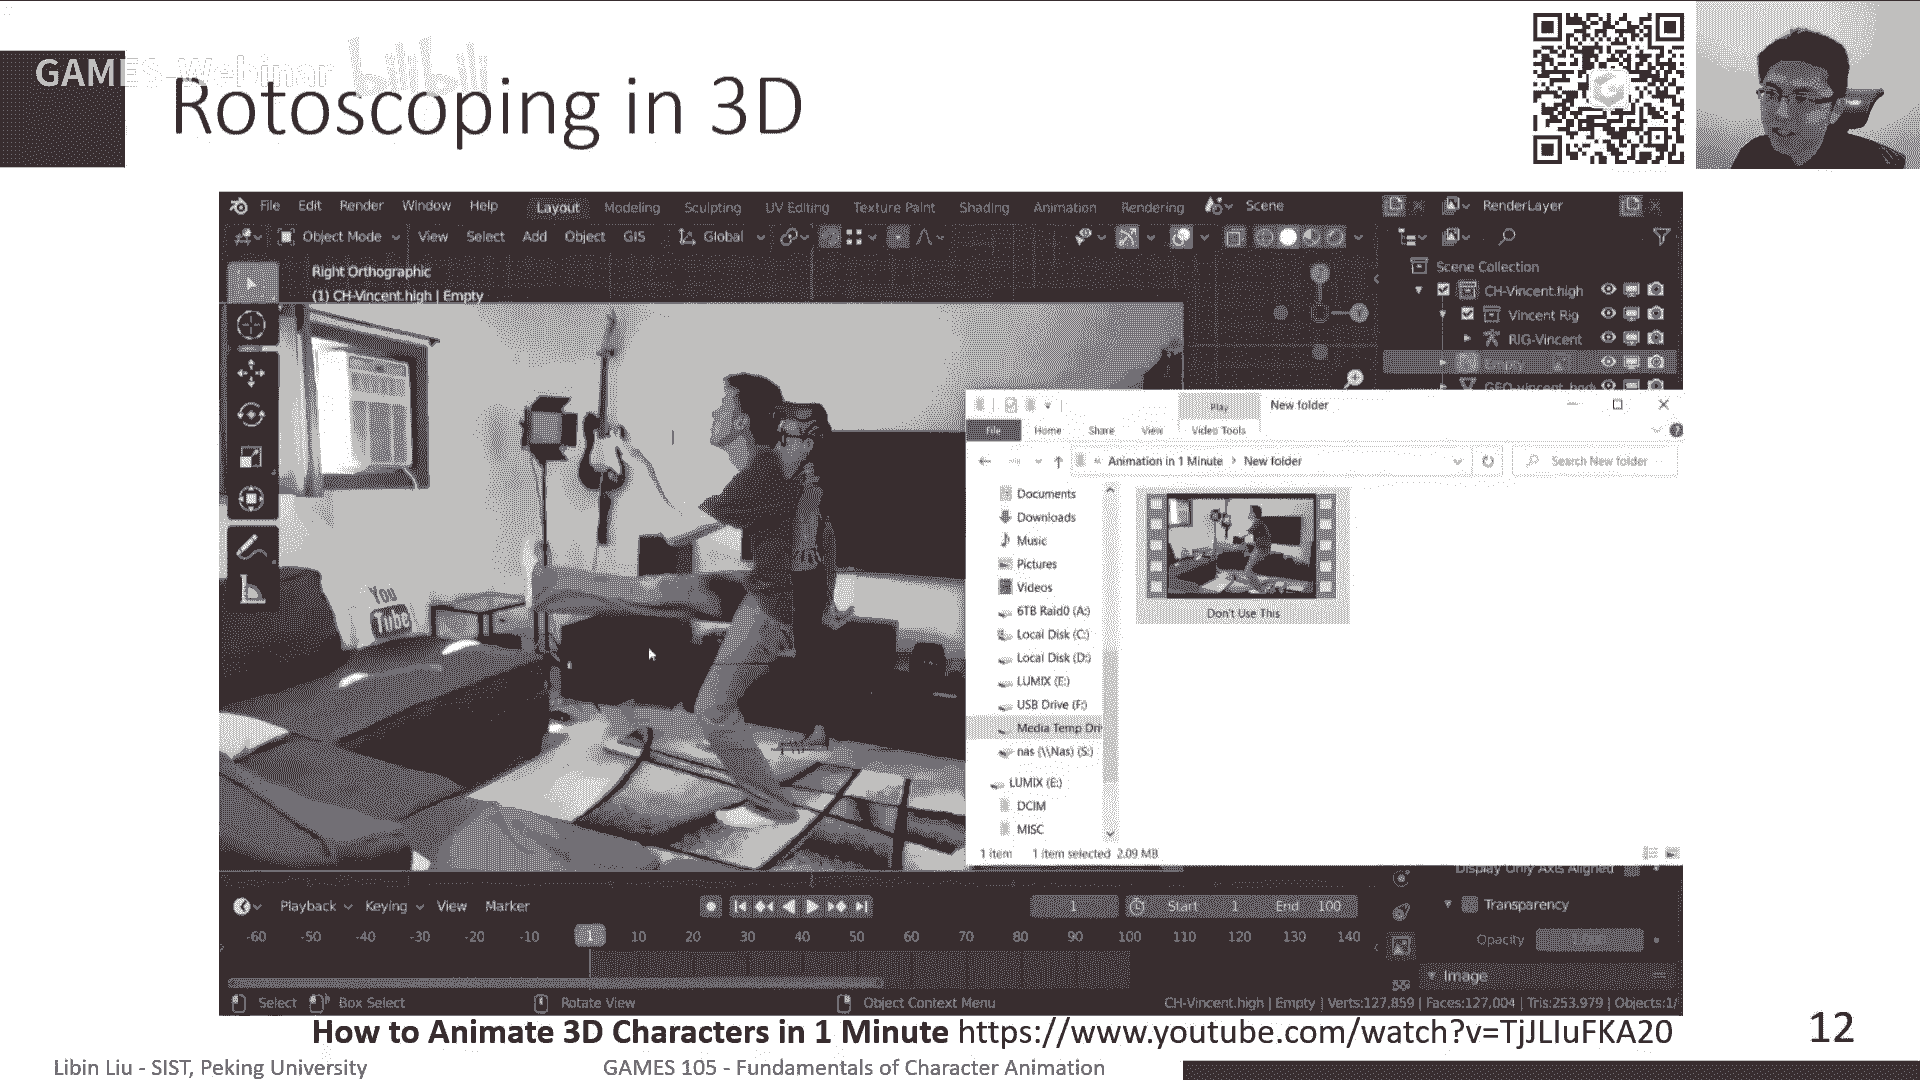 GAMES-Webinar bilibili
Rotoscoping in 3D
File Edit Render Window Help Layout Modeling Sculpting UV Editing Texture Paint Shading Animation Rendering Scene RenderLayer
Object Mode View Select Add Object GIS Global
Right Orthographic
(1) CH-Vincent.high | Empty
Scene Collection
CH-Vincent.high
Vincent Rig
RIG-Vincent
Empty
You
Tube
Play New folder
File Home Share View Video Tools
« Animation in 1 Minute > New folder
Search New folder
Documents
Downloads
Music
Pictures
Videos
6TB Raid0 (A:)
Local Disk (C:)
Local Disk (D:)
LUMIX (E:)
USB Drive (F:)
Media Temp Dri
nas (\\Nas) (S:)
LUMIX (E:)
DCIM
MISC
Don't Use This
1 item 1 item selected 2.09 MB
Display Only Axis Aligned
Playback Keying View Marker
1 Start 1 End 100
Transparency
-60 -50 -40 -30 -20 -10 1 10 20 30 40 50 60 70 80 90 100 110 120 130 140
Opacity
Image
Select Box Select Rotate View Object Context Menu
CH-Vincent.high | Empty | Verts:127,859 | Faces:127,004 | Tris:253,979 | Objects:1/
How to Animate 3D Characters in 1 Minute https://www.youtube.com/watch?v=TjJLIuFKA20
12
Libin Liu - SIST, Peking University
GAMES 105 - Fundamentals of Character Animation